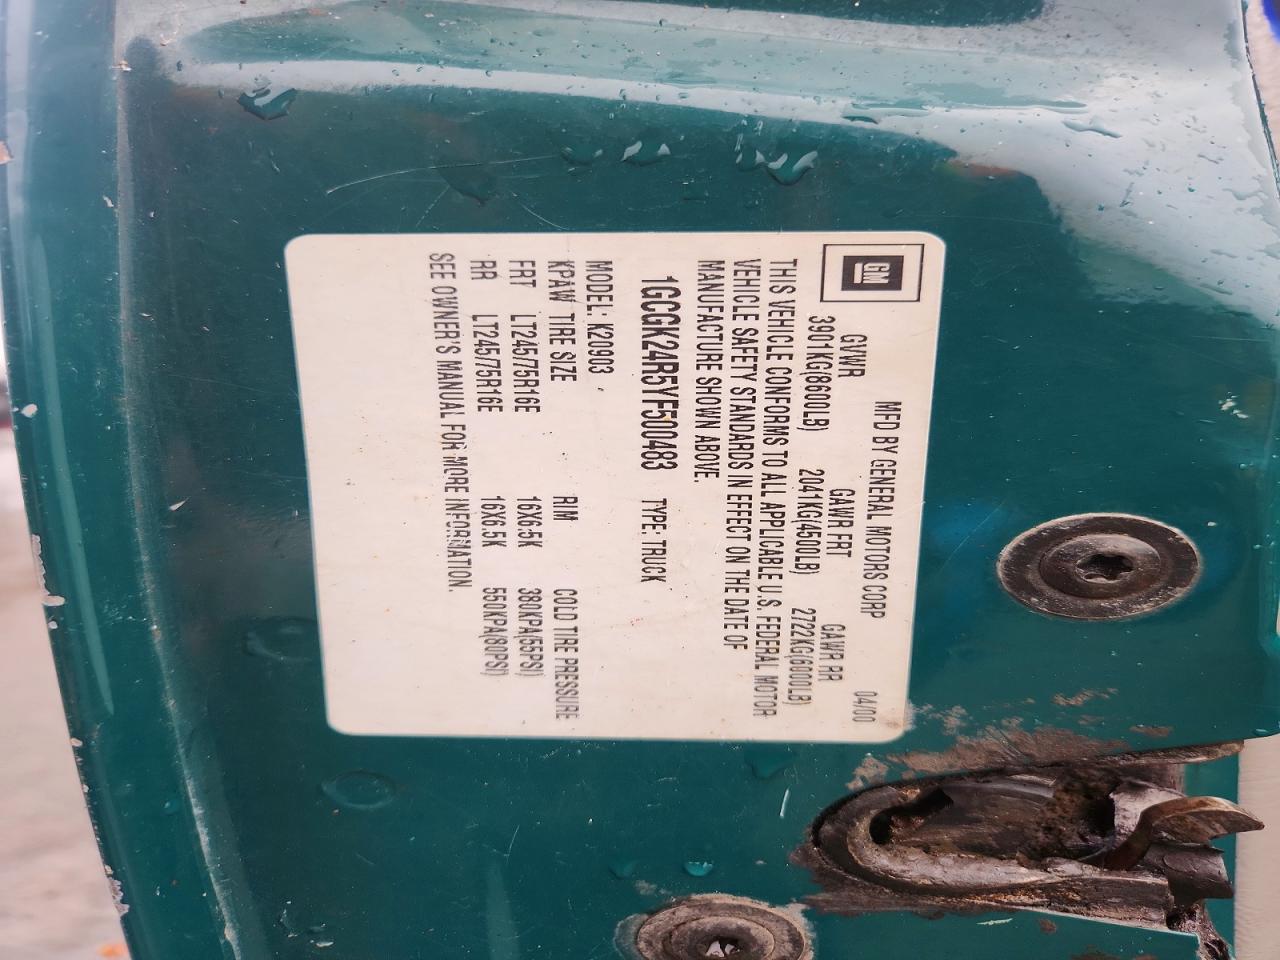 GM
MFD BY GENERAL MOTORS CORP 04/00
GVWR GAWR FRT GAWR RR
3901KG(8600LB) 2041KG(4500LB) 2722KG(6000LB)
THIS VEHICLE CONFORMS TO ALL APPLICABLE U.S. FEDERAL MOTOR
VEHICLE SAFETY STANDARDS IN EFFECT ON THE DATE OF
MANUFACTURE SHOWN ABOVE.
1GCGK24R5YF500483 TYPE: TRUCK
MODEL: K20903
KPAW TIRE SIZE RIM COLD TIRE PRESSURE
FRT LT245/75R16E 16X6.5K 380KPA(55PSI)
RR LT245/75R16E 16X6.5K 550KPA(80PSI)
SEE OWNER'S MANUAL FOR MORE INFORMATION.